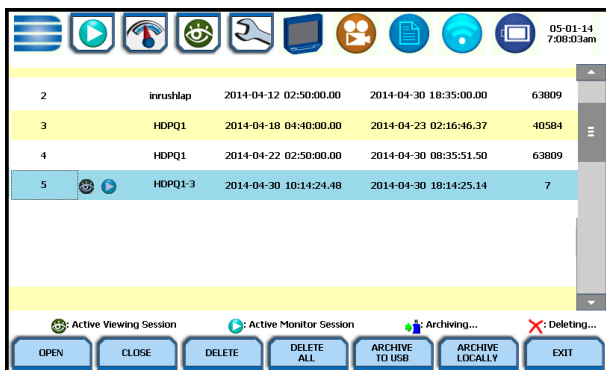 05-01-14
7:08:03am
2 inrushlap 2014-04-12 02:50:00.00 2014-04-30 18:35:00.00 63809
3 HDPQ1 2014-04-18 04:40:00.00 2014-04-23 02:16:46.37 40584
4 HDPQ1 2014-04-22 02:50:00.00 2014-04-30 08:35:51.50 63809
5 HDPQ1-3 2014-04-30 10:14:24.48 2014-04-30 18:14:25.14 7
: Active Viewing Session : Active Monitor Session : Archiving... : Deleting...
OPEN CLOSE DELETE DELETE ALL ARCHIVE TO USB ARCHIVE LOCALLY EXIT